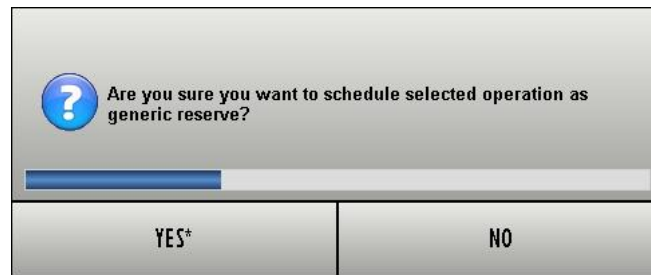 Are you sure you want to schedule selected operation as
generic reserve?
YES*
NO